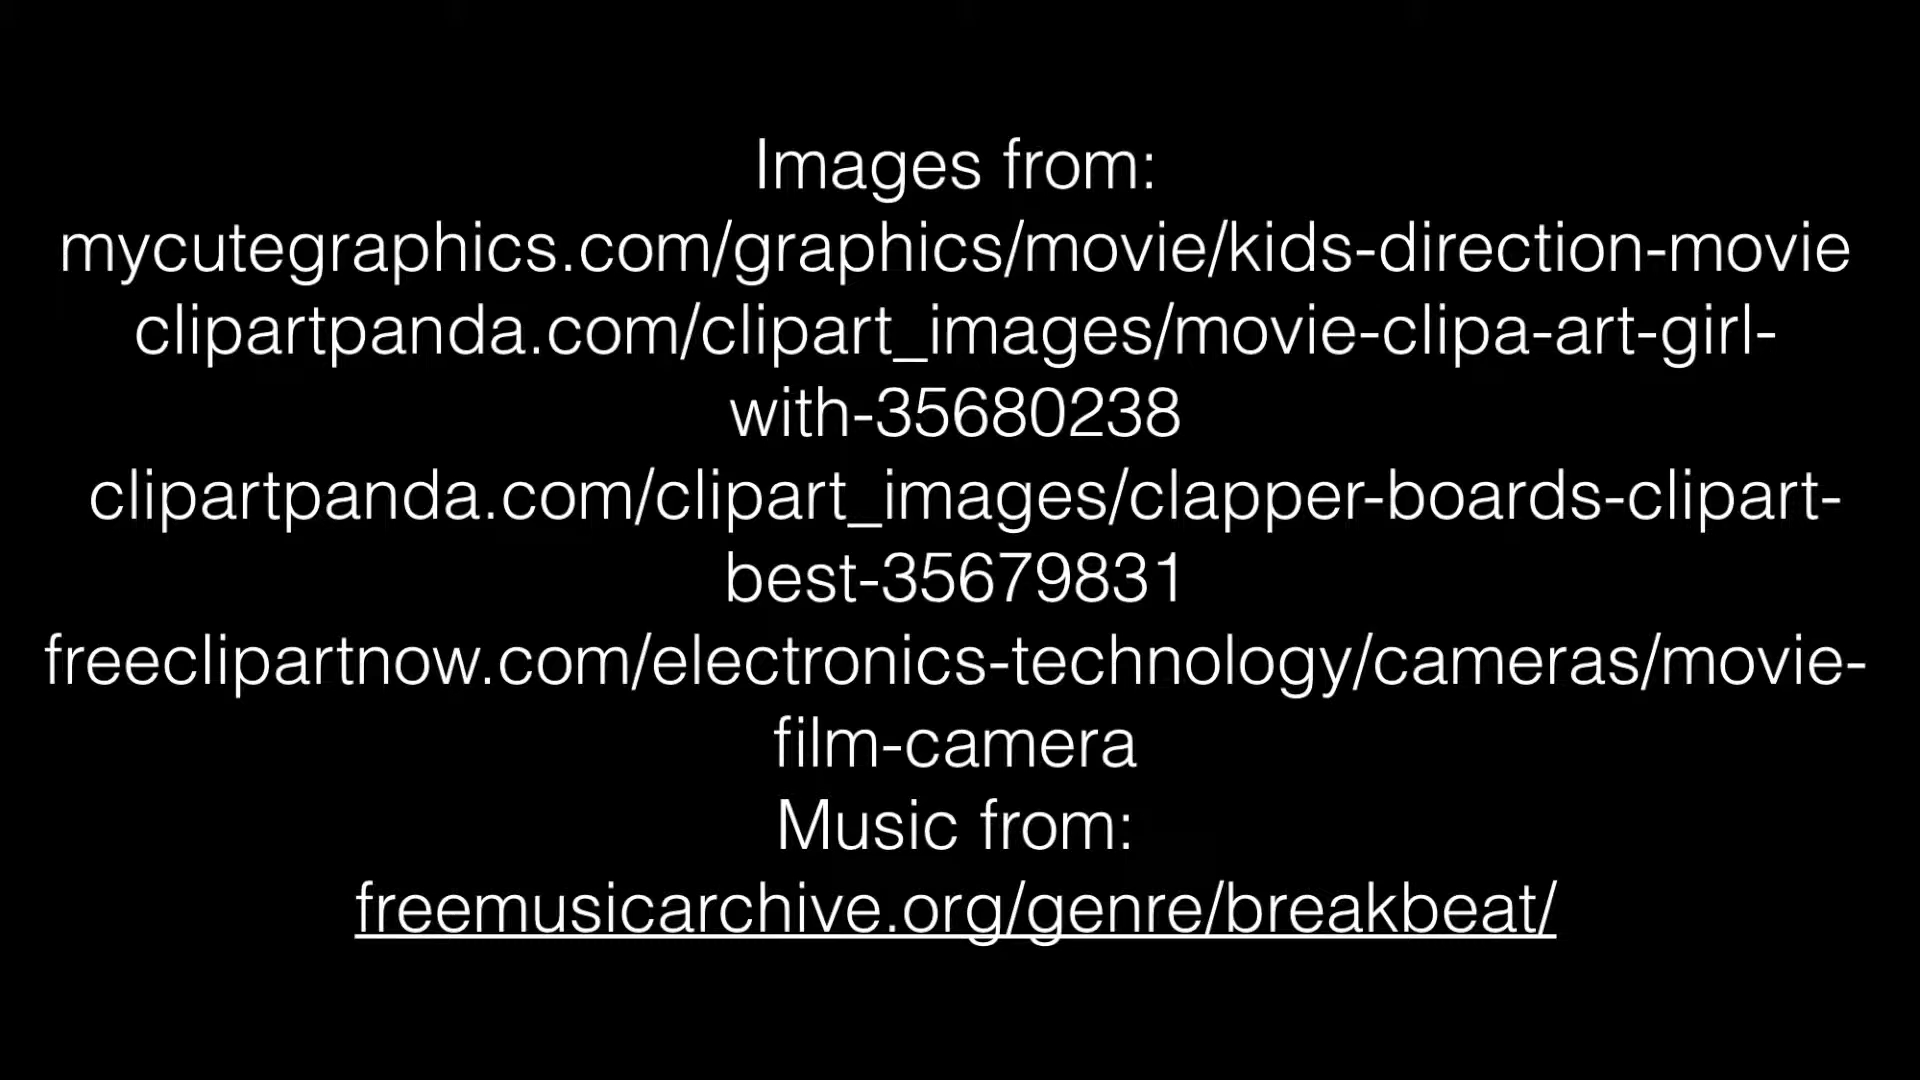 Images from:
mycutegraphics.com/graphics/movie/kids-direction-movie
clipartpanda.com/clipart_images/movie-clipa-art-girl-
with-35680238
clipartpanda.com/clipart_images/clapper-boards-clipart-
best-35679831
freeclipartnow.com/electronics-technology/cameras/movie-
film-camera
Music from:
freemusicarchive.org/genre/breakbeat/